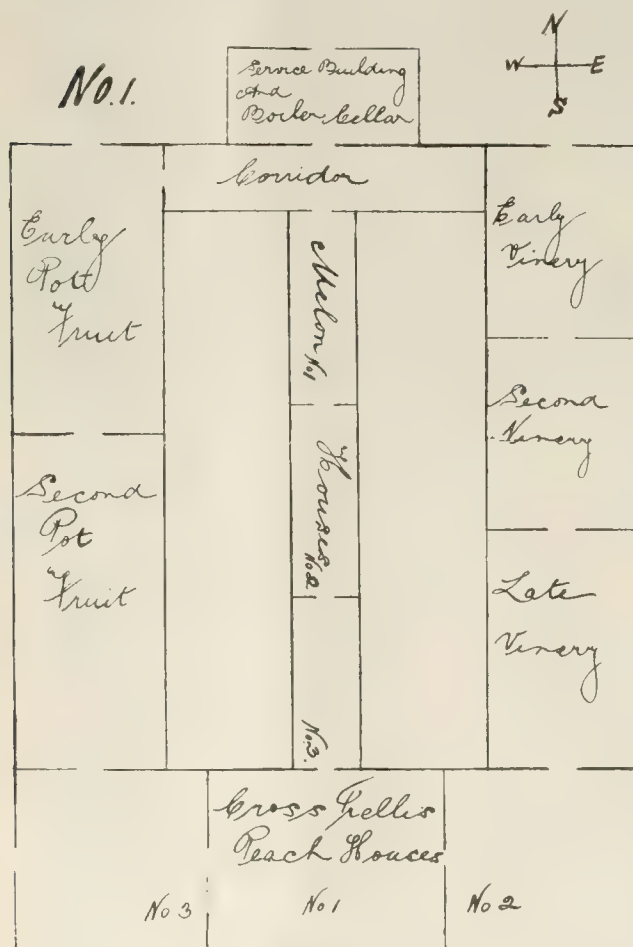 No.1.
N
W E
S
Service Building
and
Boiler Cellar
Corridor
Early
Pot
Fruit
Second
Pot
Fruit
Melon No 1
Houses
No 2
No 3.
Early
Vinery
Second
Vinery
Late
Vinery
Cross Trellis
Peach Houses
No 3 No 1 No 2